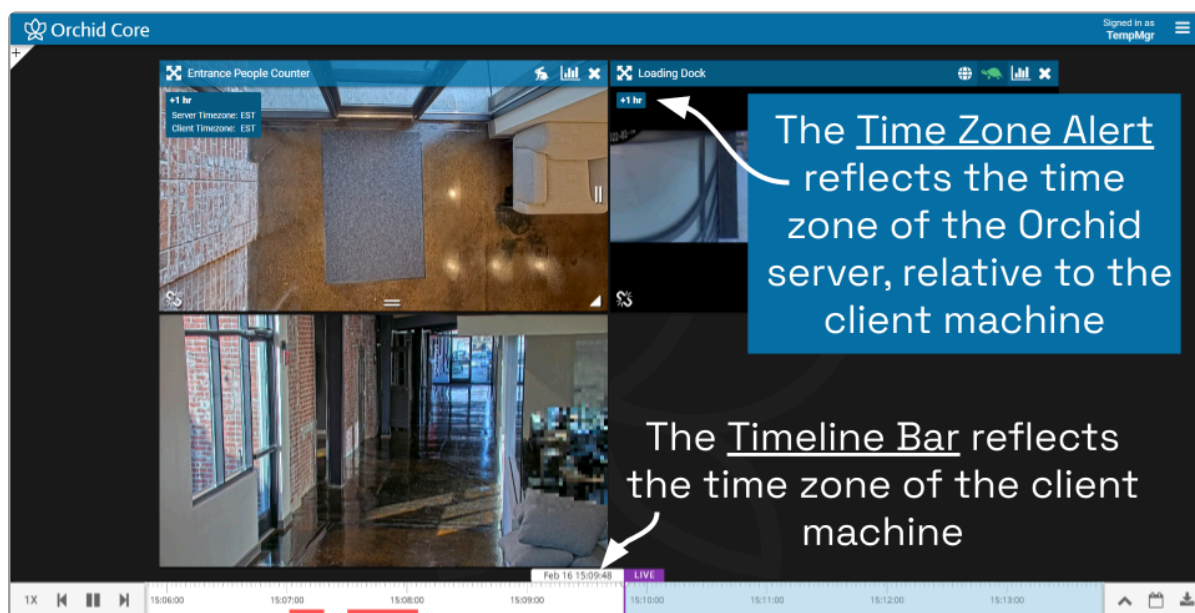 Orchid Core
Signed in as
TempMgr
+
Entrance People Counter
Loading Dock
+1 hr
Server Timezone: EST
Client Timezone: EST
+1 hr
The Time Zone Alert
reflects the time
zone of the Orchid
server, relative to the
client machine
The Timeline Bar reflects
the time zone of the client
machine
Feb 16 15:09:48
LIVE
1X
15:06:00
15:07:00
15:08:00
15:09:00
15:10:00
15:11:00
15:12:00
15:13:00